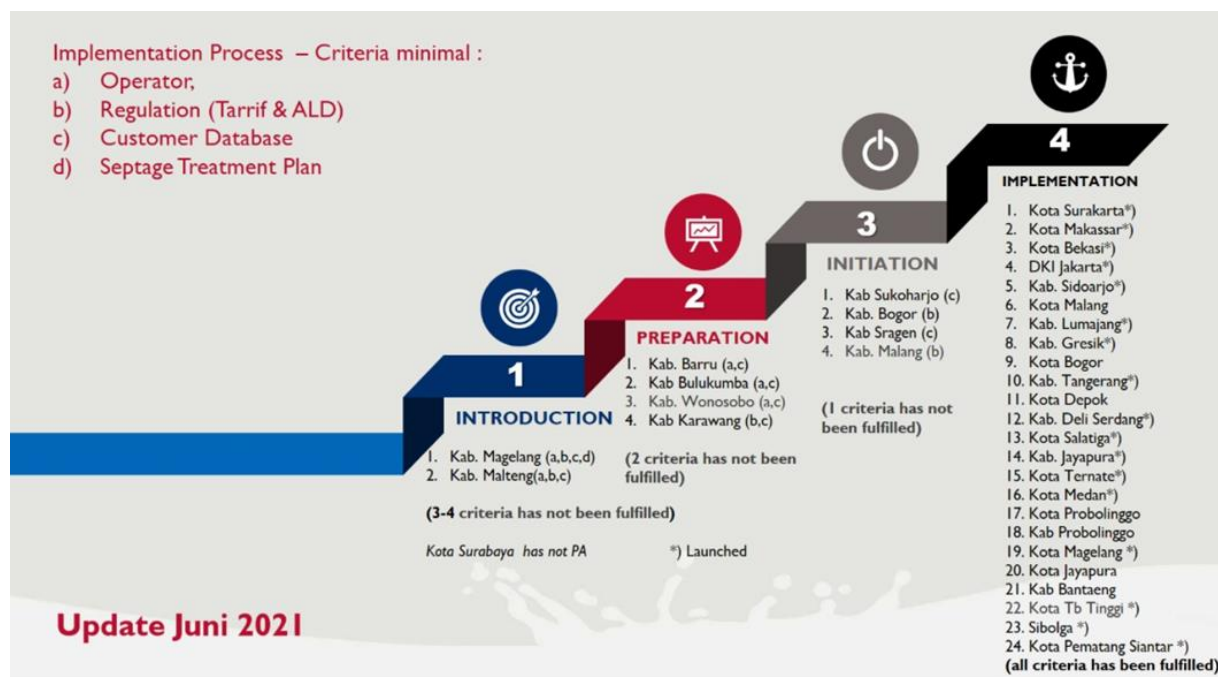 Implementation Process – Criteria minimal :
a) Operator,
b) Regulation (Tarrif & ALD)
c) Customer Database
d) Septage Treatment Plan
1
INTRODUCTION
1. Kab. Magelang (a,b,c,d)
2. Kab. Malteng(a,b,c)
(3-4 criteria has not been fulfilled)
Kota Surabaya has not PA
*) Launched
2
PREPARATION
1. Kab. Barru (a,c)
2. Kab Bulukumba (a,c)
3. Kab. Wonosobo (a,c)
4. Kab Karawang (b,c)
(2 criteria has not been
fulfilled)
3
INITIATION
1. Kab Sukoharjo (c)
2. Kab. Bogor (b)
3. Kab Sragen (c)
4. Kab. Malang (b)
(1 criteria has not
been fulfilled)
4
IMPLEMENTATION
1. Kota Surakarta*)
2. Kota Makassar*)
3. Kota Bekasi*)
4. DKI Jakarta*)
5. Kab. Sidoarjo*)
6. Kota Malang
7. Kab. Lumajang*)
8. Kab. Gresik*)
9. Kota Bogor
10. Kab. Tangerang*)
11. Kota Depok
12. Kab. Deli Serdang*)
13. Kota Salatiga*)
14. Kab. Jayapura*)
15. Kota Ternate*)
16. Kota Medan*)
17. Kota Probolinggo
18. Kab Probolinggo
19. Kota Magelang *)
20. Kota Jayapura
21. Kab Bantaeng
22. Kota Tb Tinggi *)
23. Sibolga *)
24. Kota Pematang Siantar *)
(all criteria has been fulfilled)
Update Juni 2021